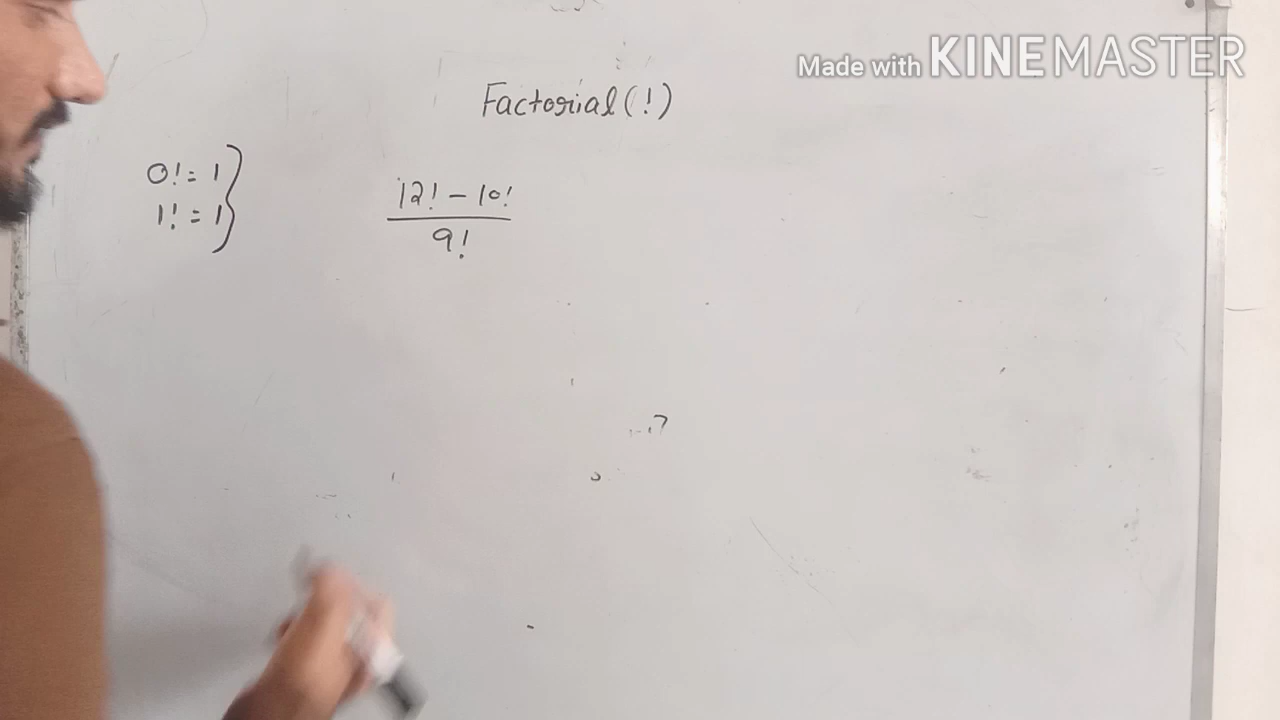 Made with KINEMASTER
Factorial (!)
0! = 1
1! = 1
12! - 10!
9!